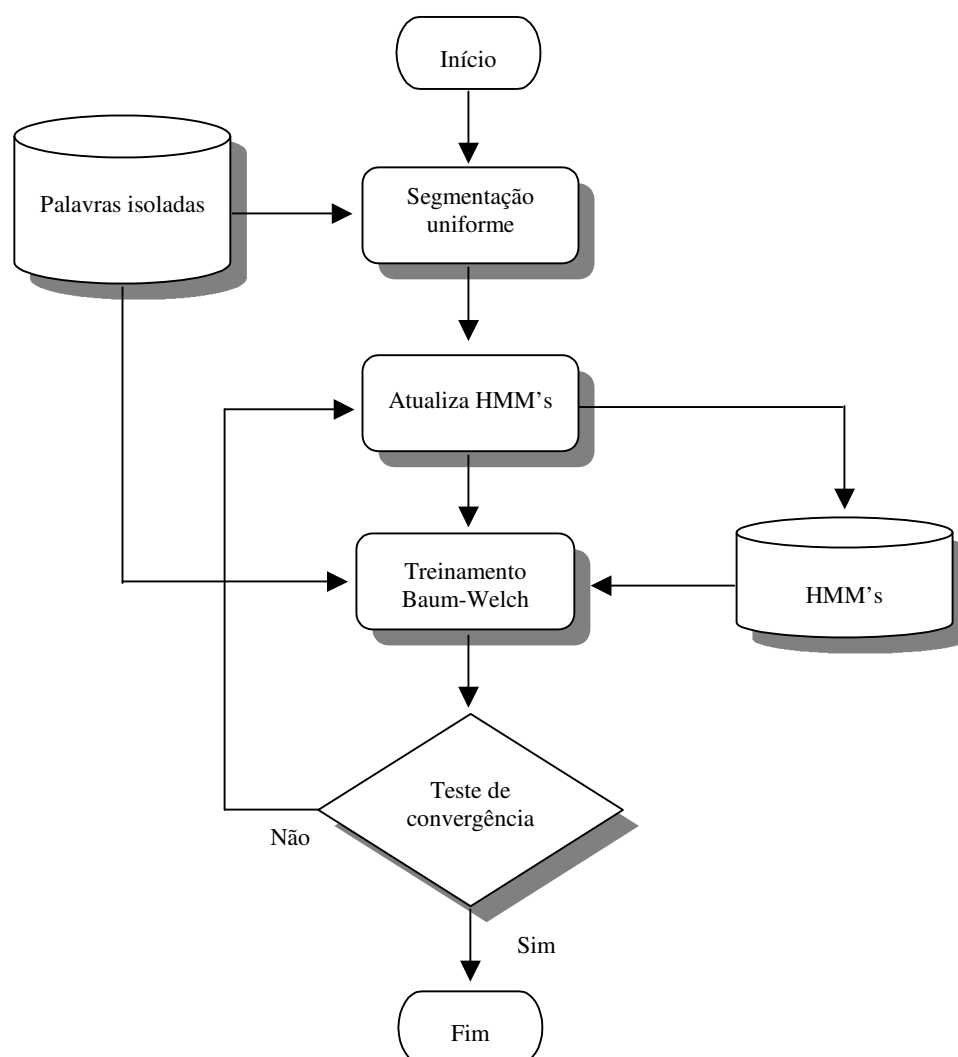 Início
Palavras isoladas
Segmentação
uniforme
Atualiza HMM’s
Treinamento
Baum-Welch
HMM’s
Teste de
convergência
Não
Sim
Fim